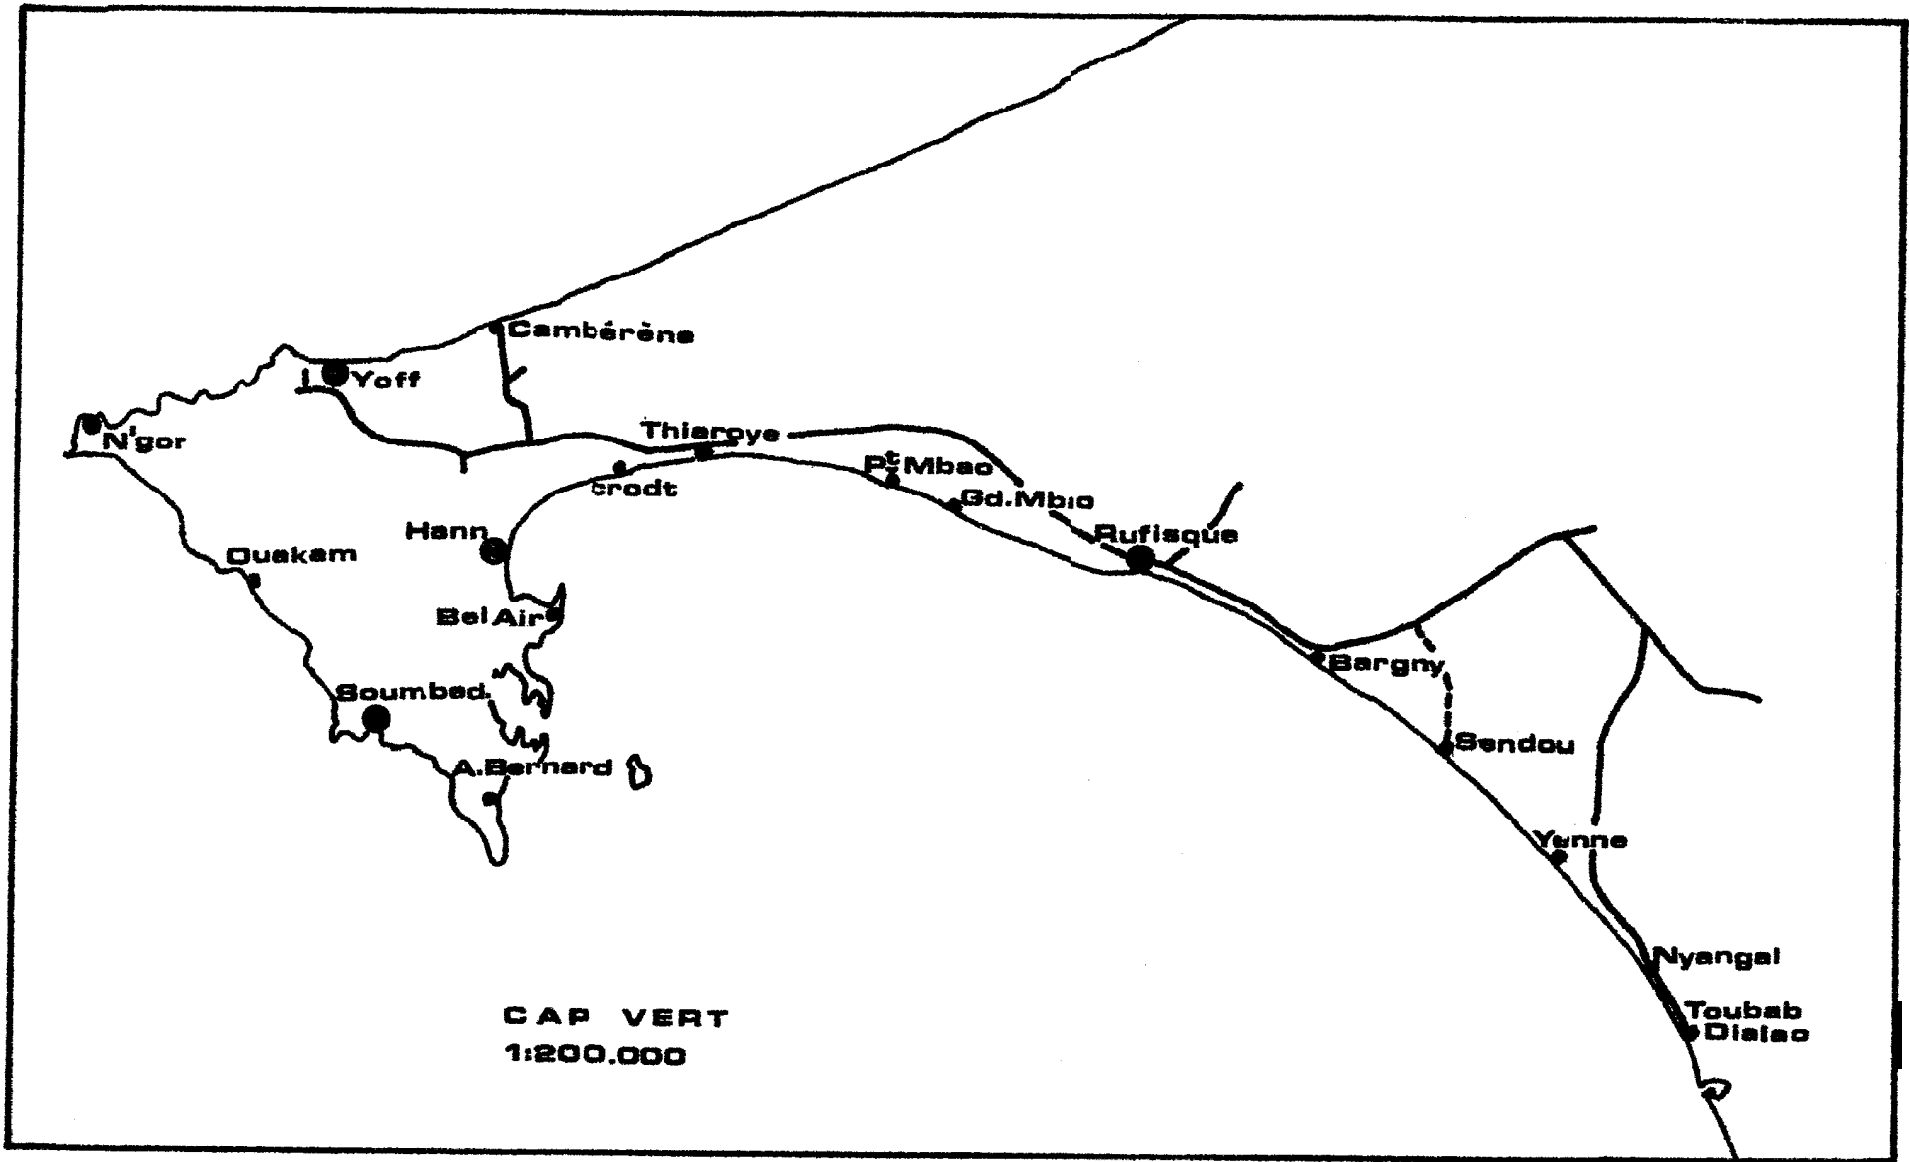 Cambérène
Yoff
N'gor
Thiaroye
Pt Mbao
Gd.Mbao
Hann
Rufisque
Ouakam
Bel Air
Bargny
Soumbed.
Sendou
A.Bernard
Yenne
Nyangal
Toubab
Dialao
CAP VERT
1:200.000